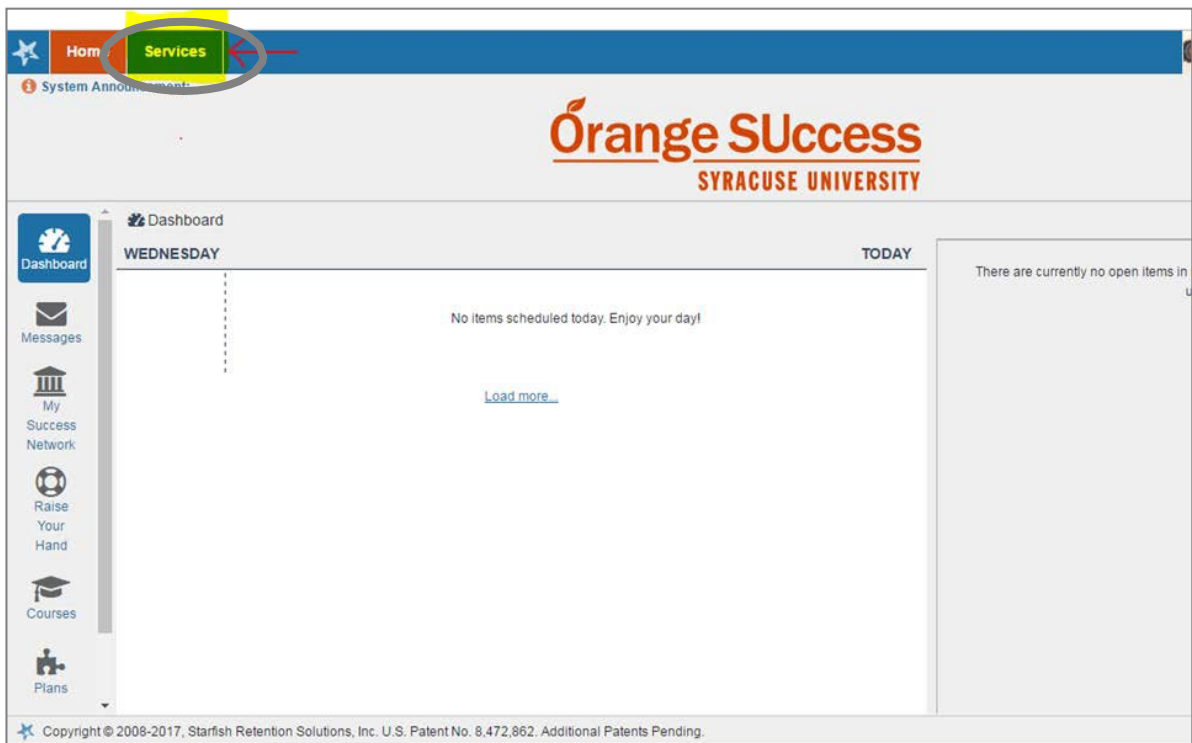 Home Services
System Announcement:
Orange SUccess
SYRACUSE UNIVERSITY
Dashboard
Messages
My
Success
Network
Raise
Your
Hand
Courses
Plans
Dashboard
WEDNESDAY TODAY
No items scheduled today. Enjoy your day!
Load more...
There are currently no open items in
u
Copyright © 2008-2017, Starfish Retention Solutions, Inc. U.S. Patent No. 8,472,862. Additional Patents Pending.